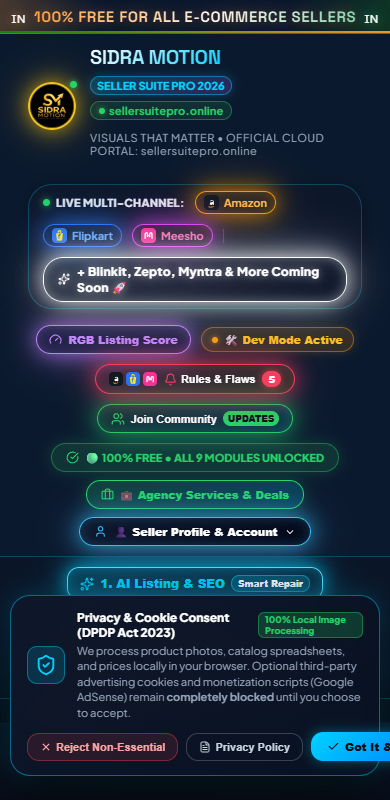 IN 100% FREE FOR ALL E-COMMERCE SELLERS IN
SIDRA MOTION
SELLER SUITE PRO 2026
sellersuitepro.online
SIDRA
MOTION
VISUALS THAT MATTER • OFFICIAL CLOUD
PORTAL: sellersuitepro.online
LIVE MULTI-CHANNEL: Amazon
Flipkart Meesho
+ Blinkit, Zepto, Myntra & More Coming
Soon 🚀
RGB Listing Score 🛠️ Dev Mode Active
Rules & Flaws 5
Join Community UPDATES
100% FREE • ALL 9 MODULES UNLOCKED
💼 Agency Services & Deals
👤 Seller Profile & Account
1. AI Listing & SEO Smart Repair
Privacy & Cookie Consent
(DPDP Act 2023)
100% Local Image
Processing
We process product photos, catalog spreadsheets,
and prices locally in your browser. Optional third-party
advertising cookies and monetization scripts (Google
AdSense) remain completely blocked until you choose
to accept.
Reject Non-Essential Privacy Policy Got It &